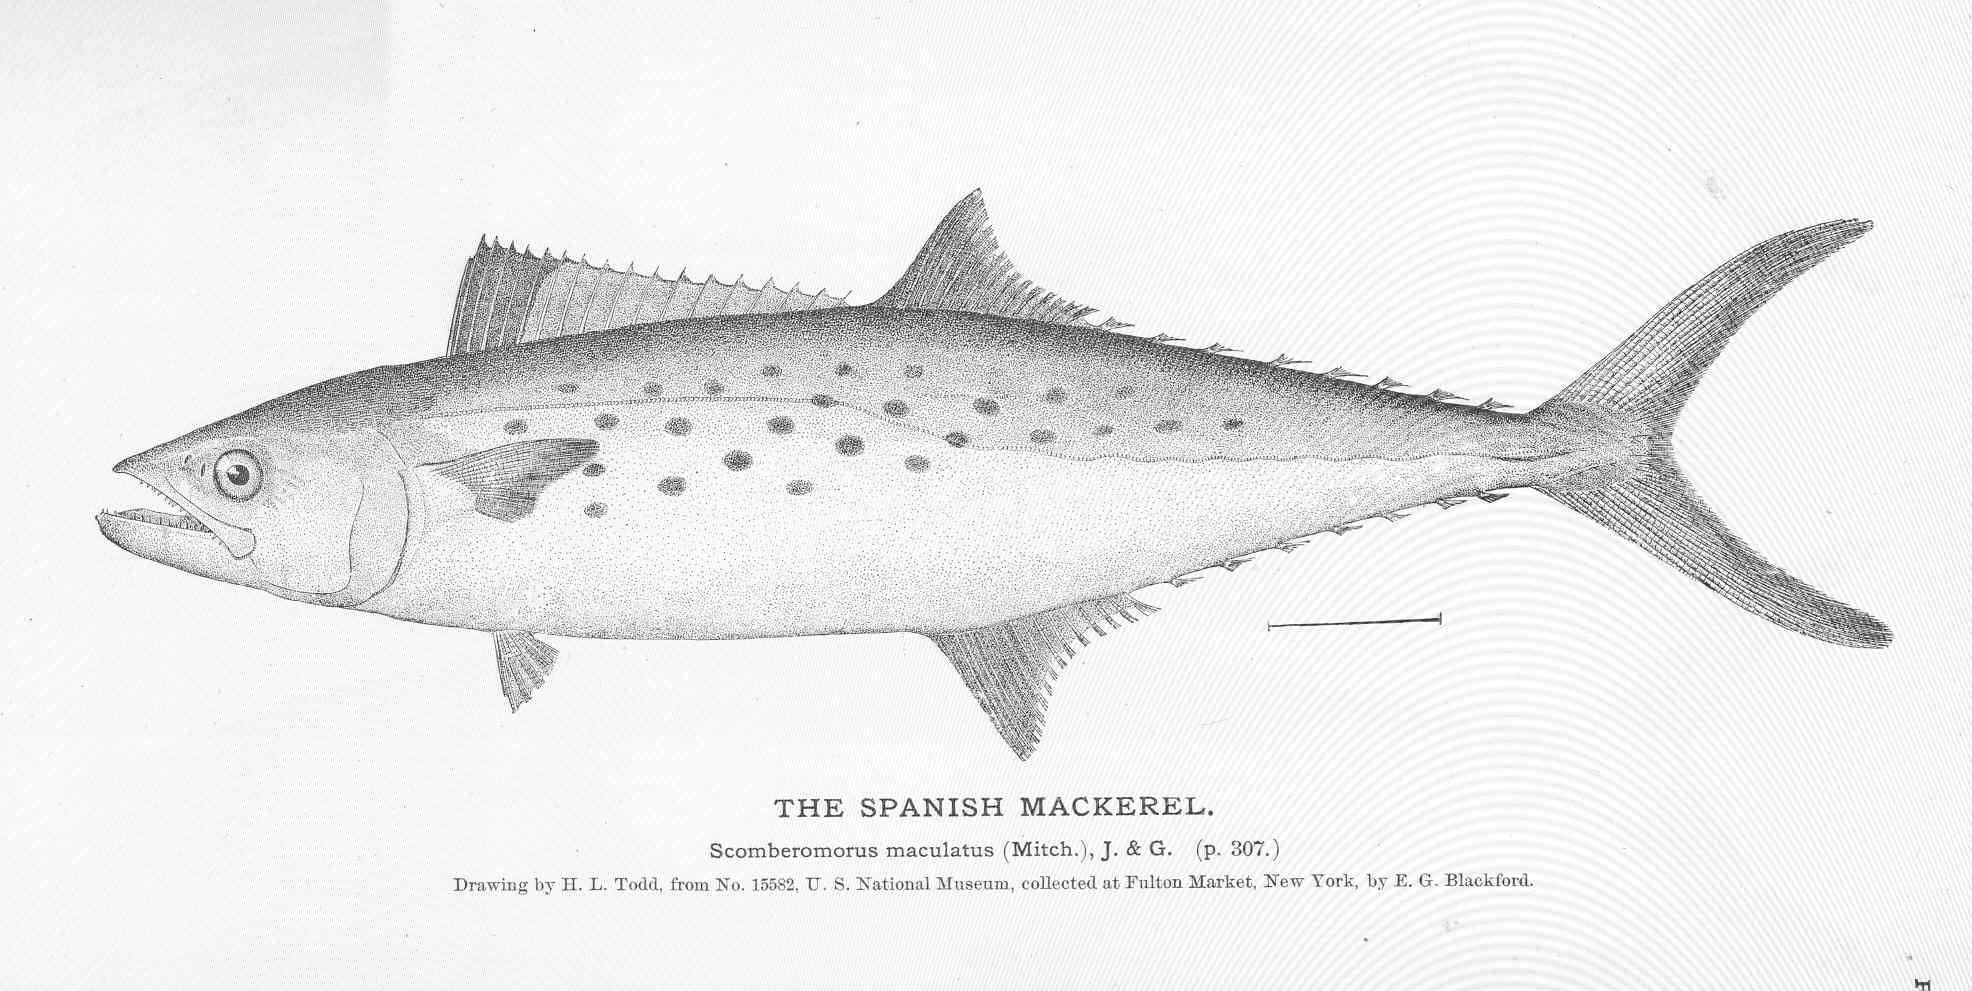 THE SPANISH MACKEREL.
Scomberomorus maculatus (Mitch.), J. & G. (p. 307.)
Drawing by H. L. Todd, from No. 15582, U. S. National Museum, collected at Fulton Market, New York, by E. G. Blackford.